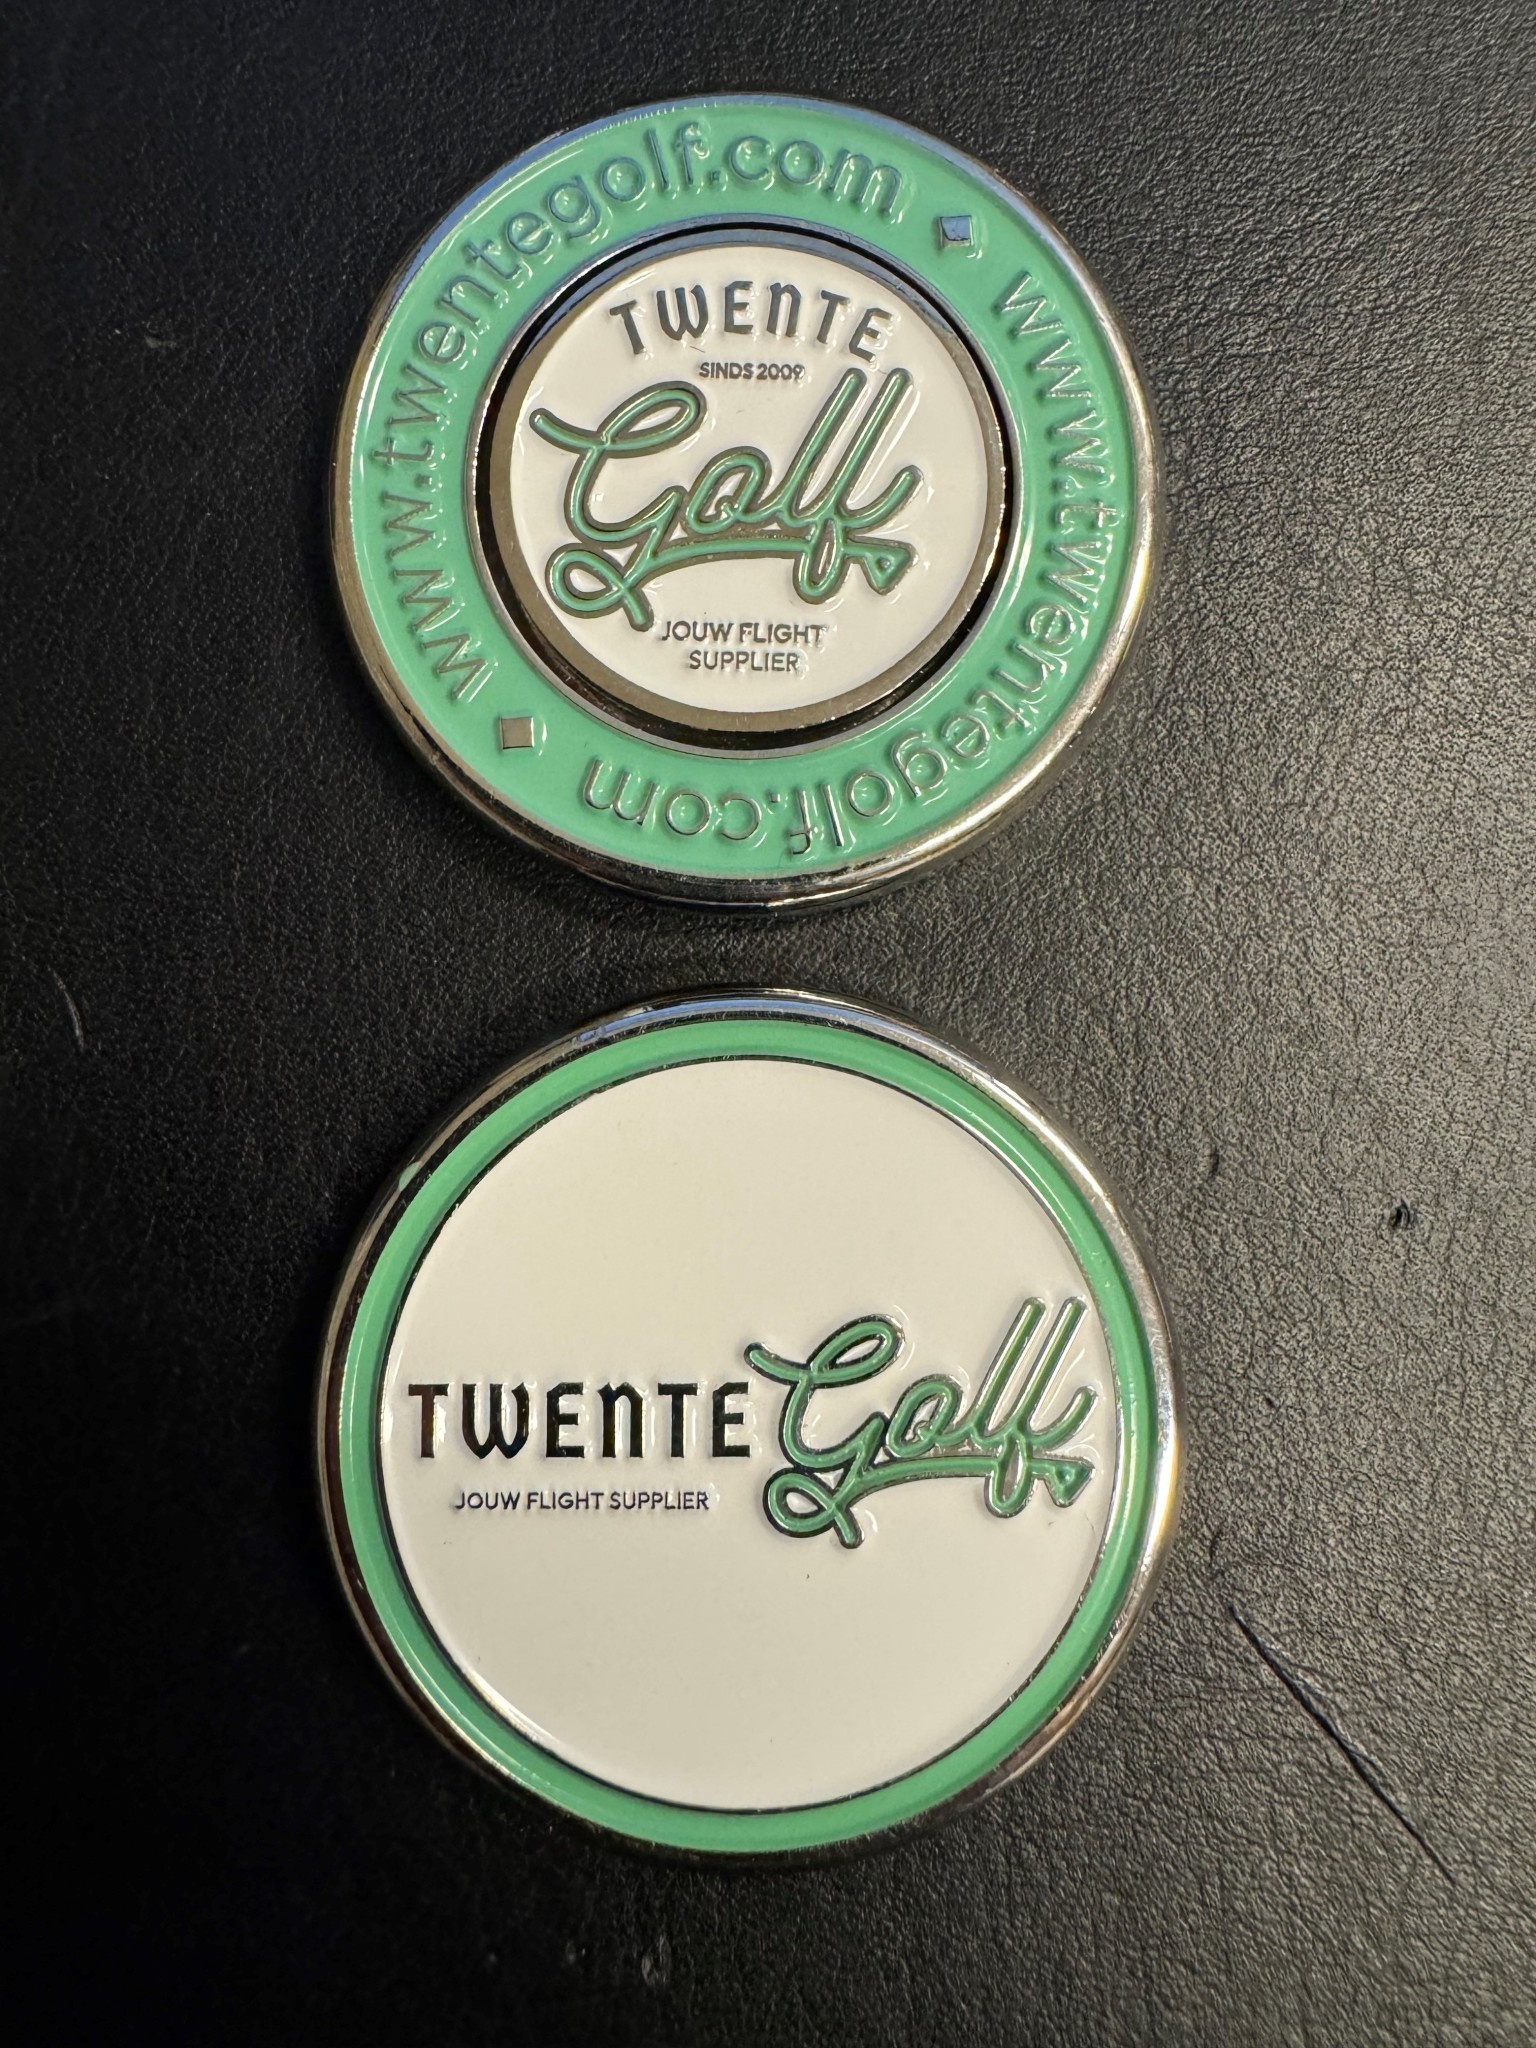 www.twentegolf.com
www.twentegolf.com
TWENTE
SINDS 2009
Golf
JOUW FLIGHT
SUPPLIER
TWENTE Golf
JOUW FLIGHT SUPPLIER